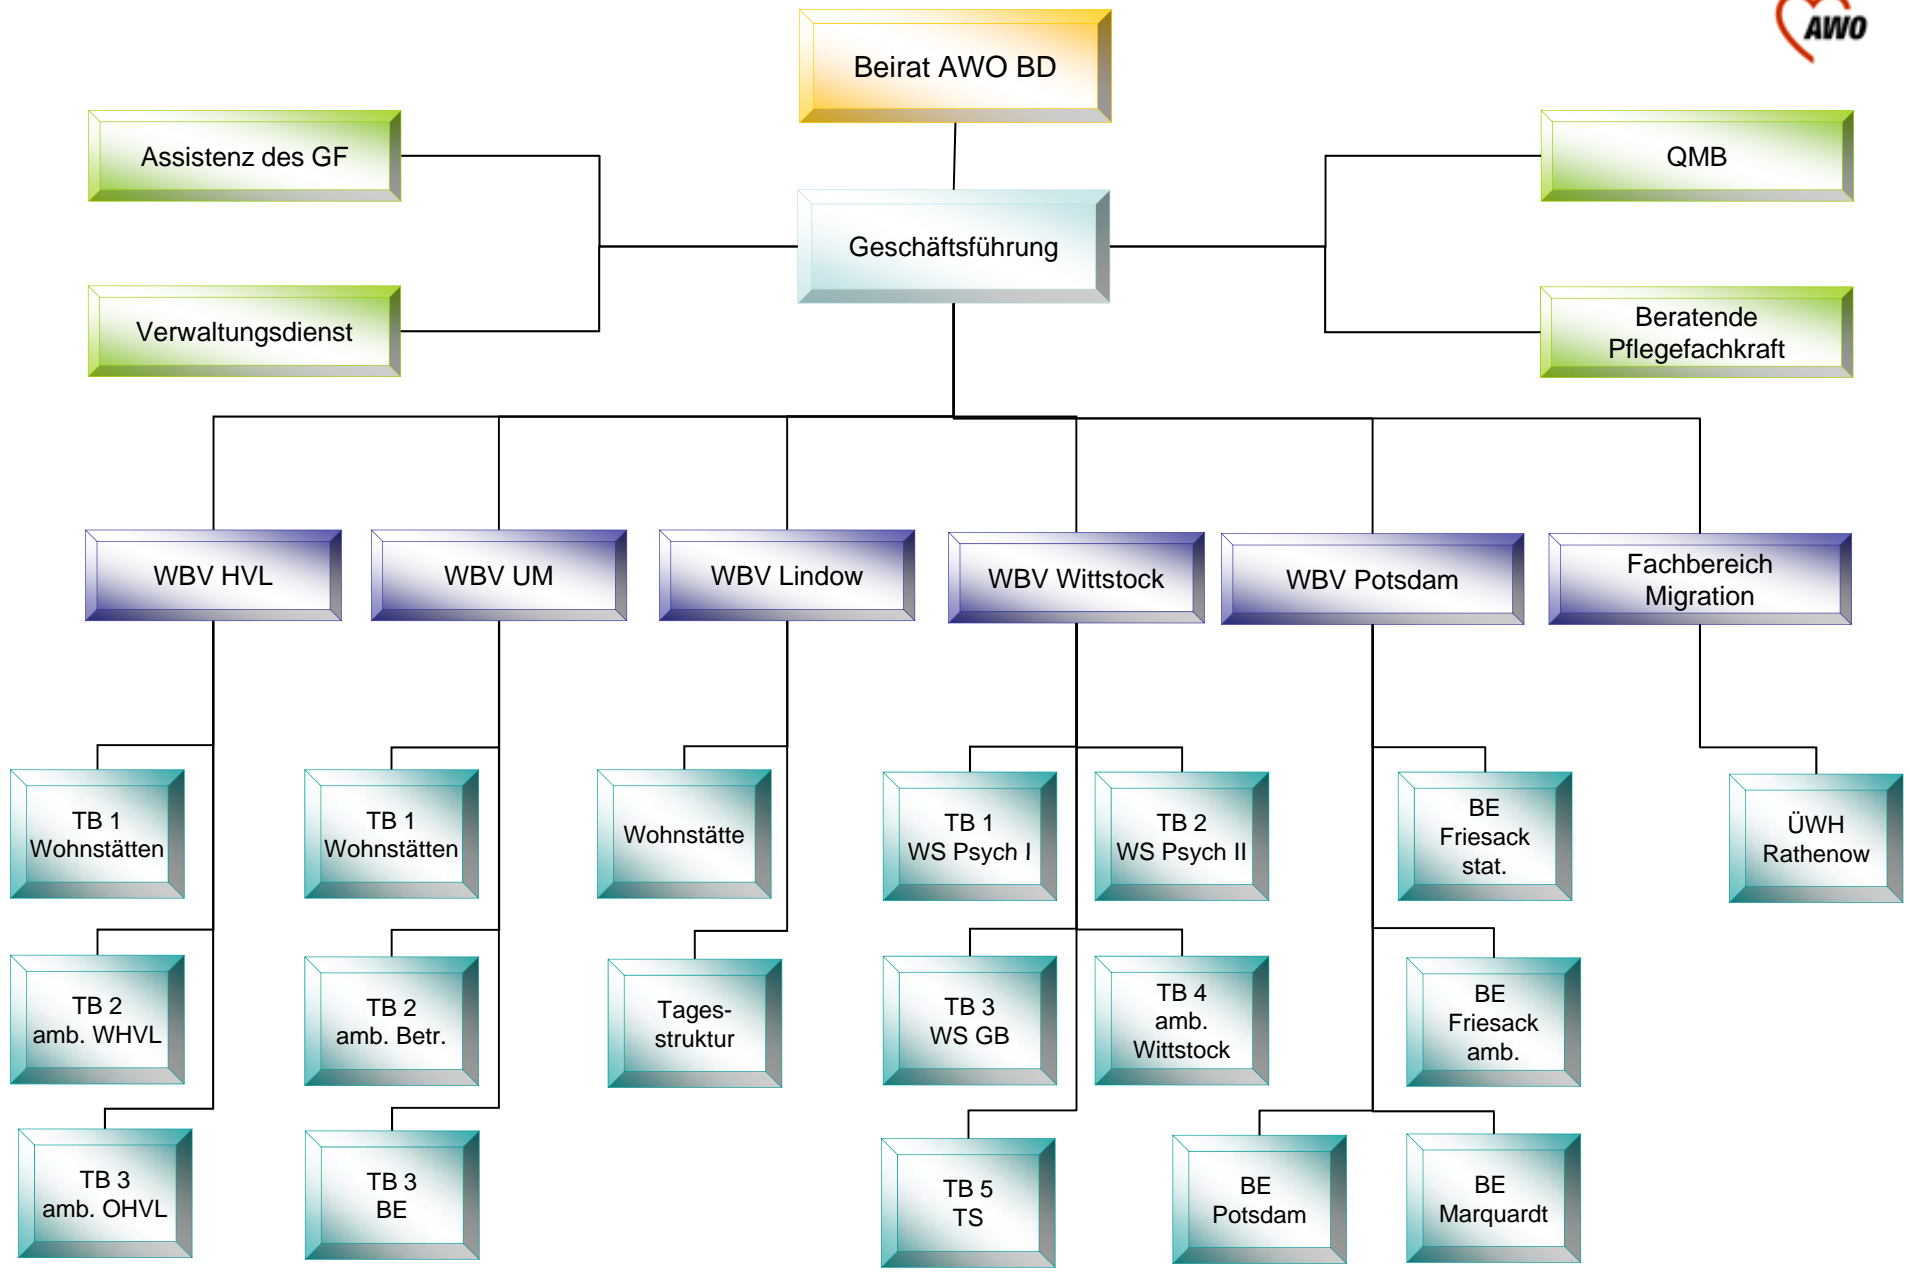 AWO
Beirat AWO BD
Assistenz des GF
QMB
Geschäftsführung
Verwaltungsdienst
Beratende
Pflegefachkraft
WBV HVL
WBV UM
WBV Lindow
WBV Wittstock
WBV Potsdam
Fachbereich
Migration
TB 1
Wohnstätten
TB 1
Wohnstätten
Wohnstätte
TB 1
WS Psych I
TB 2
WS Psych II
BE
Friesack
stat.
ÜWH
Rathenow
TB 2
amb. WHVL
TB 2
amb. Betr.
Tages-
struktur
TB 3
WS GB
TB 4
amb.
Wittstock
BE
Friesack
amb.
TB 3
amb. OHVL
TB 3
BE
TB 5
TS
BE
Potsdam
BE
Marquardt